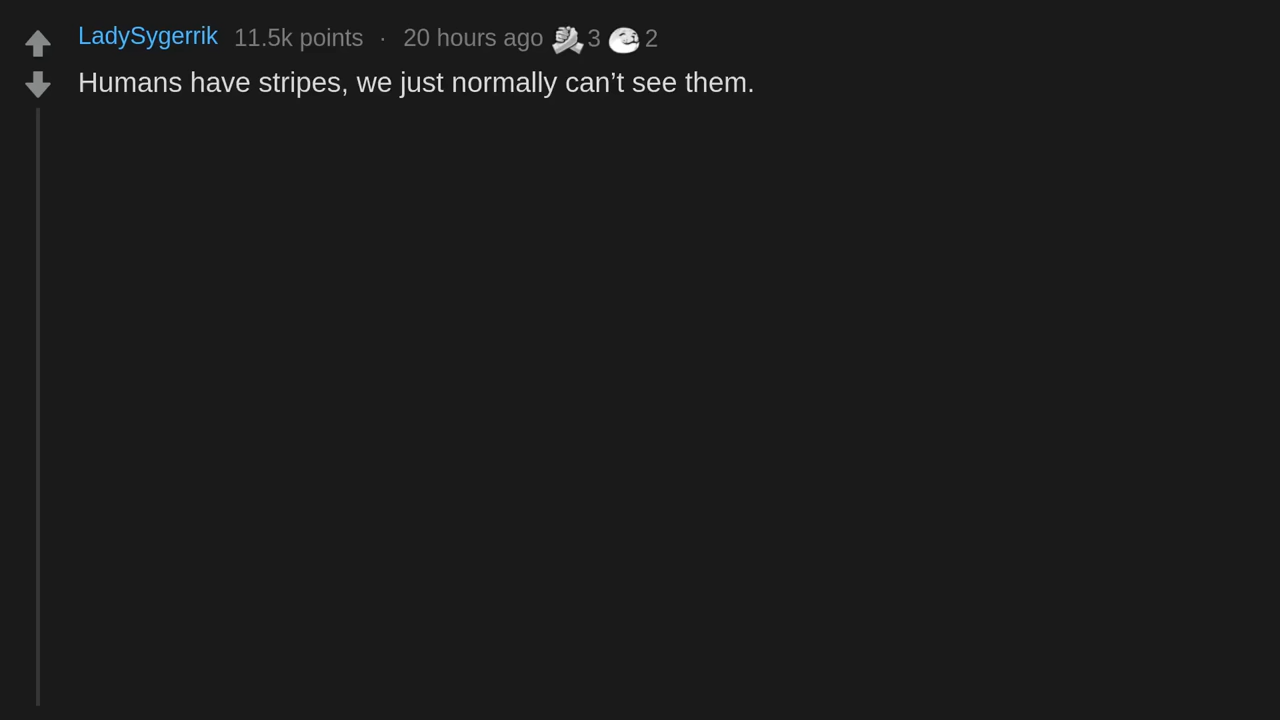 LadySygerrik 11.5k points · 20 hours ago 3 2
Humans have stripes, we just normally can’t see them.